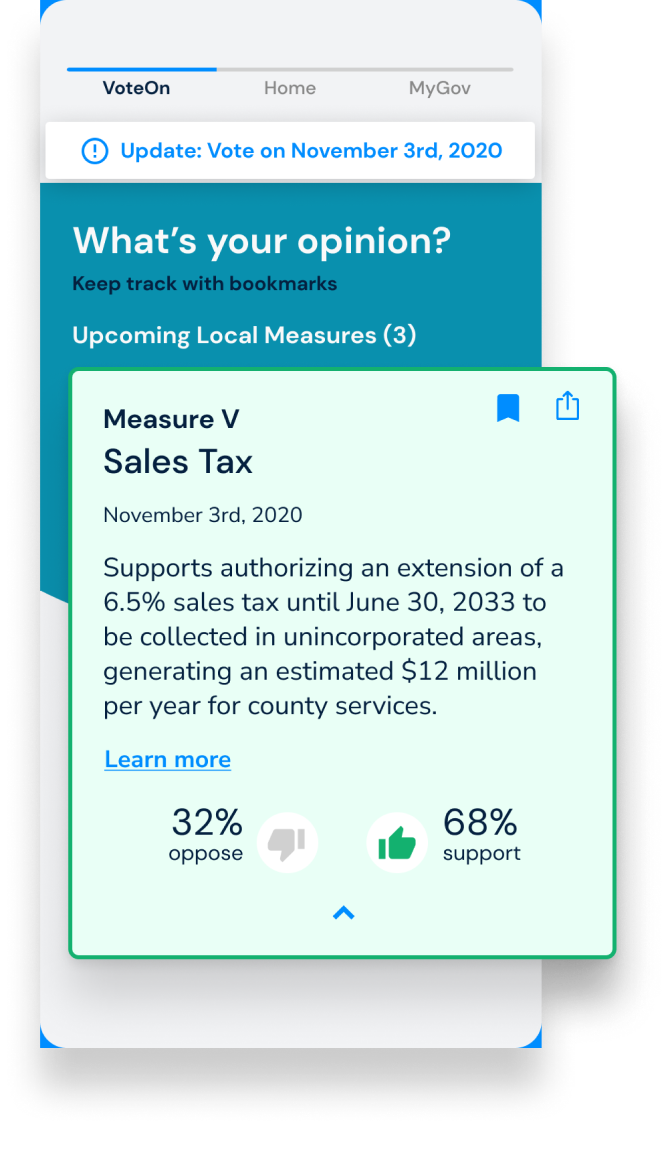 VoteOn Home MyGov
Update: Vote on November 3rd, 2020
What's your opinion?
Keep track with bookmarks
Upcoming Local Measures (3)
Measure V
Sales Tax
November 3rd, 2020
Supports authorizing an extension of a
6.5% sales tax until June 30, 2033 to
be collected in unincorporated areas,
generating an estimated $12 million
per year for county services.
Learn more
32% 68%
oppose support